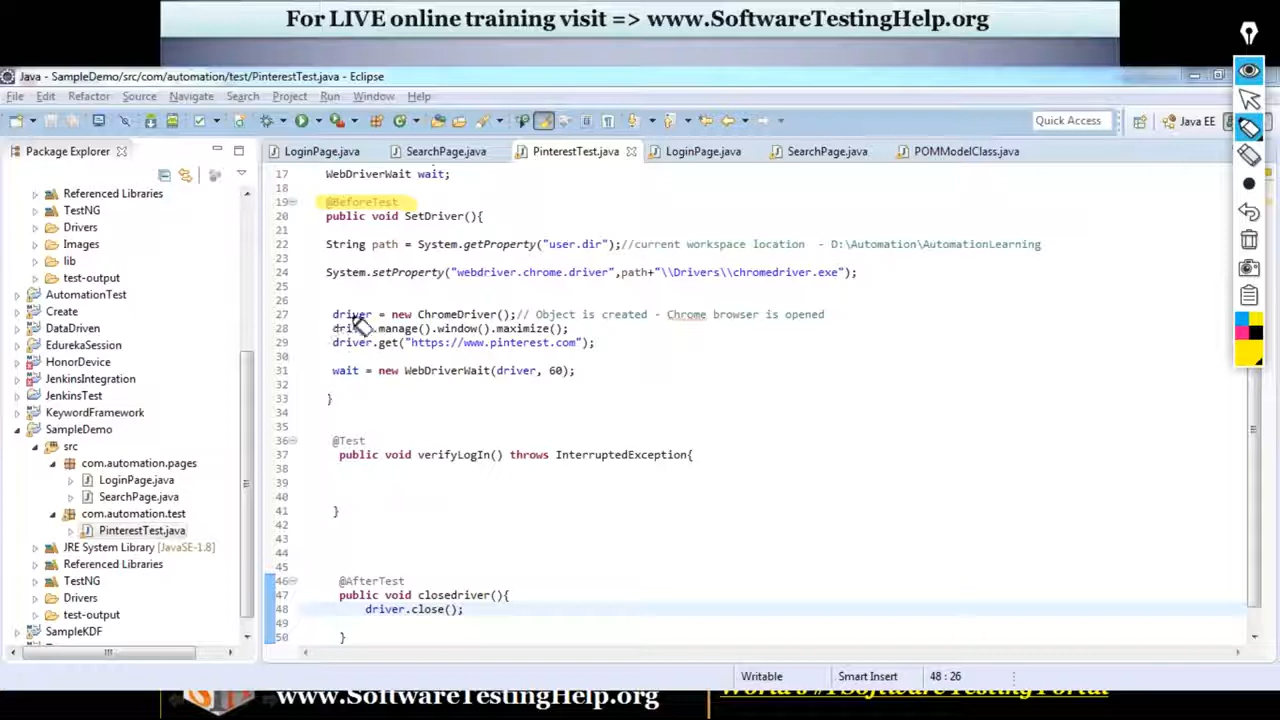 For LIVE online training visit => www.SoftwareTestingHelp.org
Java - SampleDemo/src/com/automation/test/PinterestTest.java - Eclipse
File Edit Refactor Source Navigate Search Project Run Window Help
Quick Access
Java EE
Package Explorer
LoginPage.java SearchPage.java PinterestTest.java LoginPage.java SearchPage.java POMModelClass.java
Referenced Libraries
TestNG
Drivers
Images
lib
test-output
AutomationTest
Create
DataDriven
EdurekaSession
HonorDevice
JenkinsIntegration
JenkinsTest
KeywordFramework
SampleDemo
src
com.automation.pages
LoginPage.java
SearchPage.java
com.automation.test
PinterestTest.java
JRE System Library [JavaSE-1.8]
Referenced Libraries
TestNG
Drivers
test-output
SampleKDF
17 WebDriverWait wait;
18
19 @BeforeTest
20 public void SetDriver(){
21
22 String path = System.getProperty("user.dir");//current workspace location - D:\Automation\AutomationLearning
23
24 System.setProperty("webdriver.chrome.driver",path+"\\Drivers\\chromedriver.exe");
25
26
27 driver = new ChromeDriver();// Object is created - Chrome browser is opened
28 .manage().window().maximize();
29 driver.get("https://www.pinterest.com");
30
31 wait = new WebDriverWait(driver, 60);
32
33 }
34
35
36 @Test
37 public void verifyLogIn() throws InterruptedException{
38
39
40
41 }
42
43
44
45
46 @AfterTest
47 public void closedriver(){
48 driver.close();
49
50 }
Writable Smart Insert 48 : 26
www.SoftwareTestingHelp.org
World's #1 Software Testing Portal